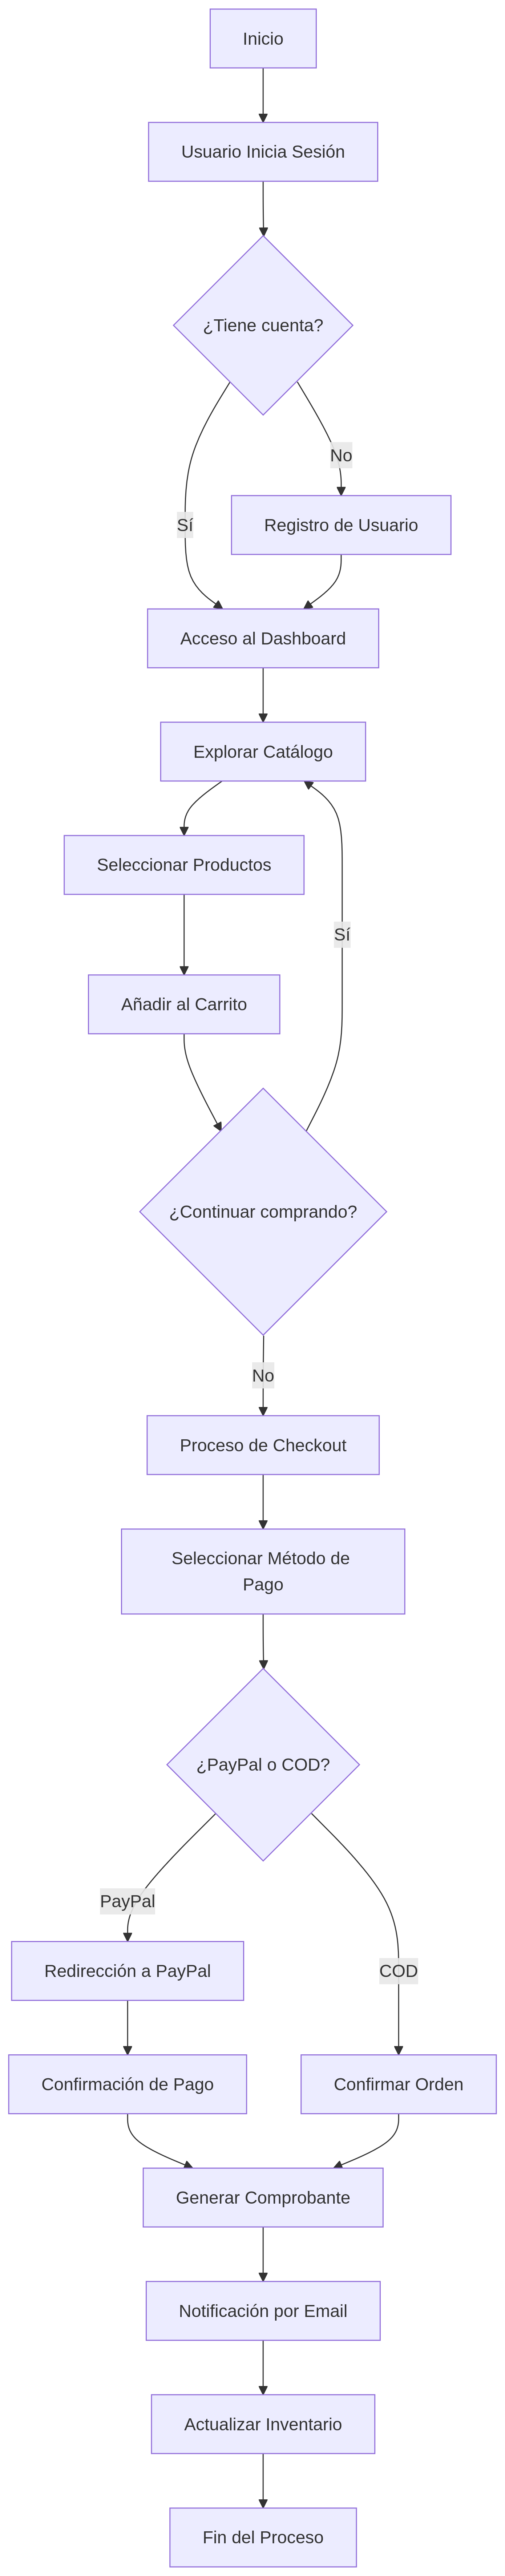 Inicio
Usuario Inicia Sesión
¿Tiene cuenta?
No
Sí
Registro de Usuario
Acceso al Dashboard
Explorar Catálogo
Seleccionar Productos
Sí
Añadir al Carrito
¿Continuar comprando?
No
Proceso de Checkout
Seleccionar Método de
Pago
¿PayPal o COD?
PayPal
COD
Redirección a PayPal
Confirmación de Pago
Confirmar Orden
Generar Comprobante
Notificación por Email
Actualizar Inventario
Fin del Proceso